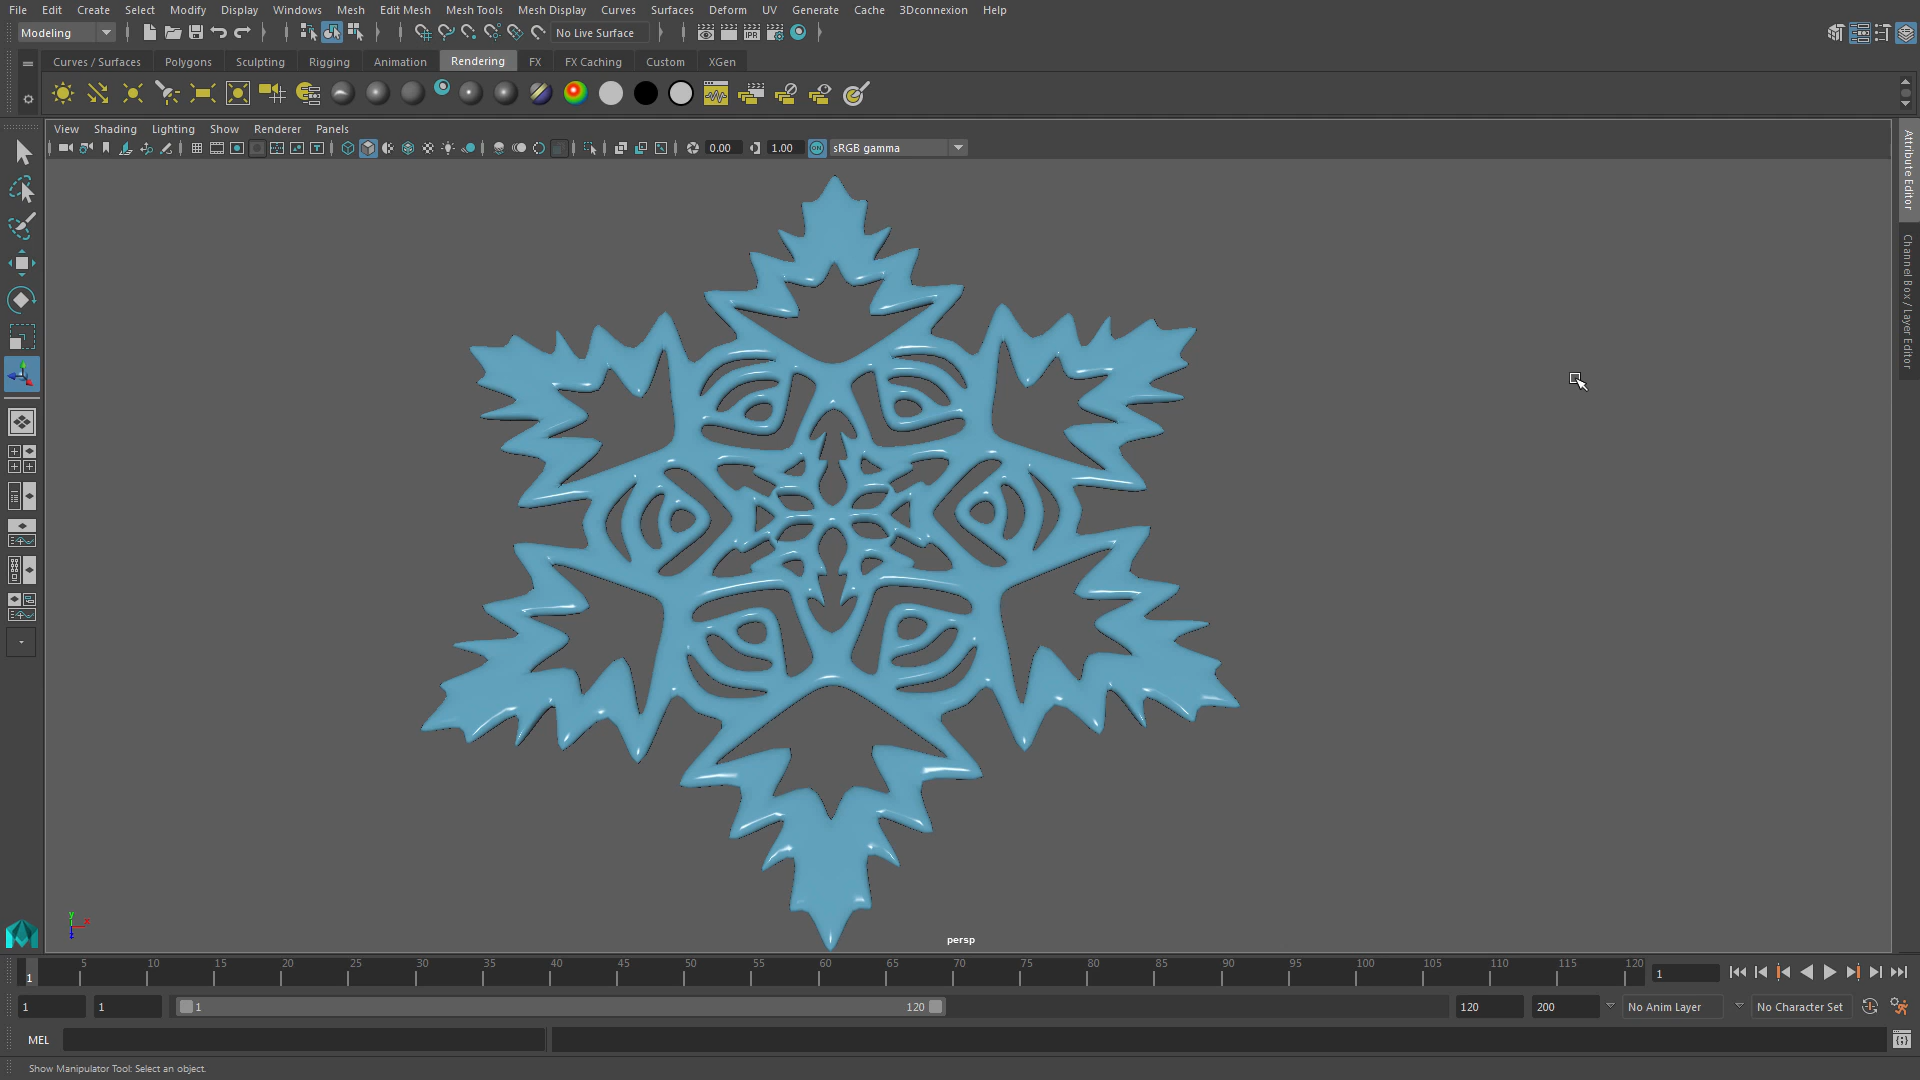 File Edit Create Select Modify Display Windows Mesh Edit Mesh Mesh Tools Mesh Display Curves Surfaces Deform UV Generate Cache 3Dconnexion Help
Modeling No Live Surface IPR
Curves / Surfaces Polygons Sculpting Rigging Animation Rendering FX FX Caching Custom XGen
View Shading Lighting Show Renderer Panels
0.00 1.00 ON sRGB gamma
Attribute Editor
Channel Box / Layer Editor
y
x
z
persp
1 5 10 15 20 25 30 35 40 45 50 55 60 65 70 75 80 85 90 95 100 105 110 115 120 1
1 1 1 120 120 200 No Anim Layer No Character Set
MEL
Show Manipulator Tool: Select an object.